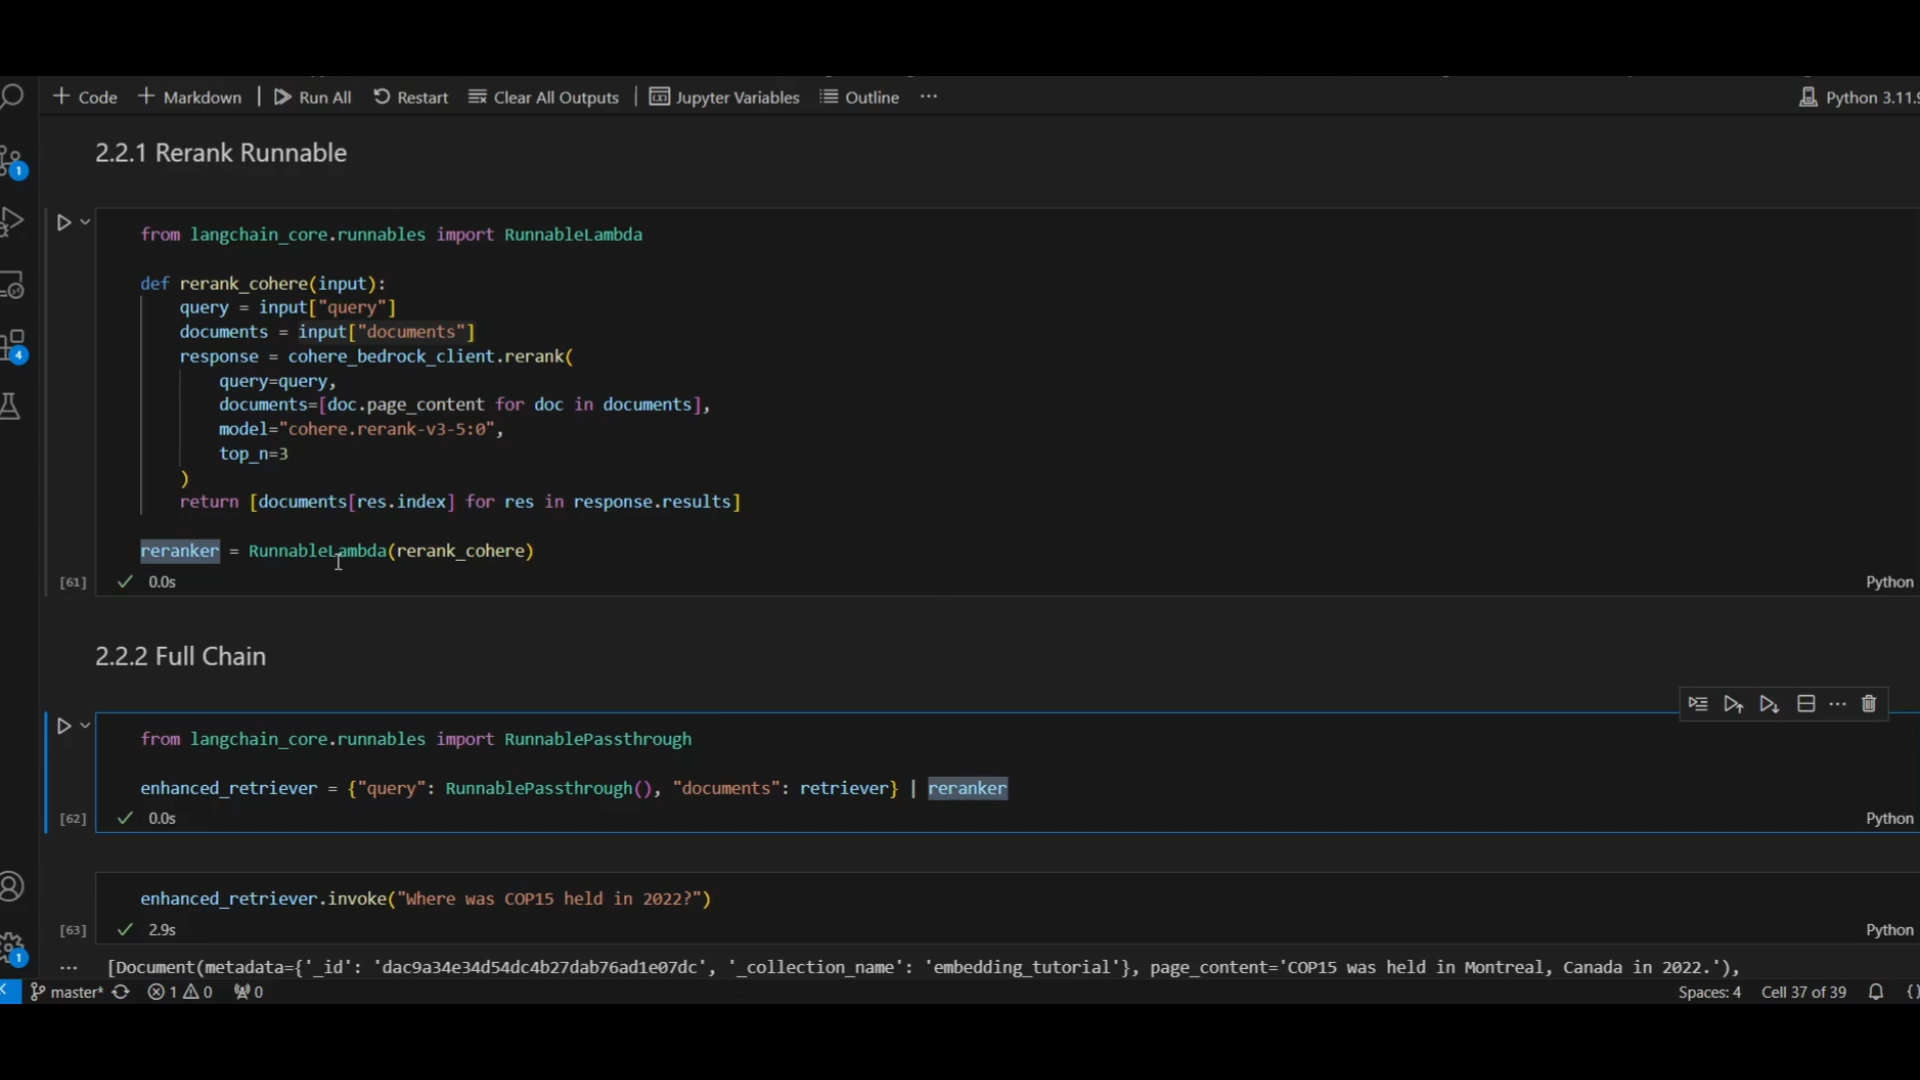 Code
Markdown
Run All
Restart
Clear All Outputs
Jupyter Variables
Outline
...
Python 3.11.9
2.2.1 Rerank Runnable
from langchain_core.runnables import RunnableLambda
def rerank_cohere(input):
query = input["query"]
documents = input["documents"]
response = cohere_bedrock_client.rerank(
query=query,
documents=[doc.page_content for doc in documents],
model="cohere.rerank-v3-5:0",
top_n=3
)
return [documents[res.index] for res in response.results]
reranker = RunnableLambda(rerank_cohere)
[61] 0.0s Python
2.2.2 Full Chain
from langchain_core.runnables import RunnablePassthrough
enhanced_retriever = {"query": RunnablePassthrough(), "documents": retriever} | reranker
[62] 0.0s Python
enhanced_retriever.invoke("Where was COP15 held in 2022?")
[63] 2.9s Python
... [Document(metadata={'_id': 'dac9a34e34d54dc4b27dab76ad1e07dc', '_collection_name': 'embedding_tutorial'}, page_content='COP15 was held in Montreal, Canada in 2022.'),
master* 1 0 0 Spaces: 4 Cell 37 of 39
1
4
1